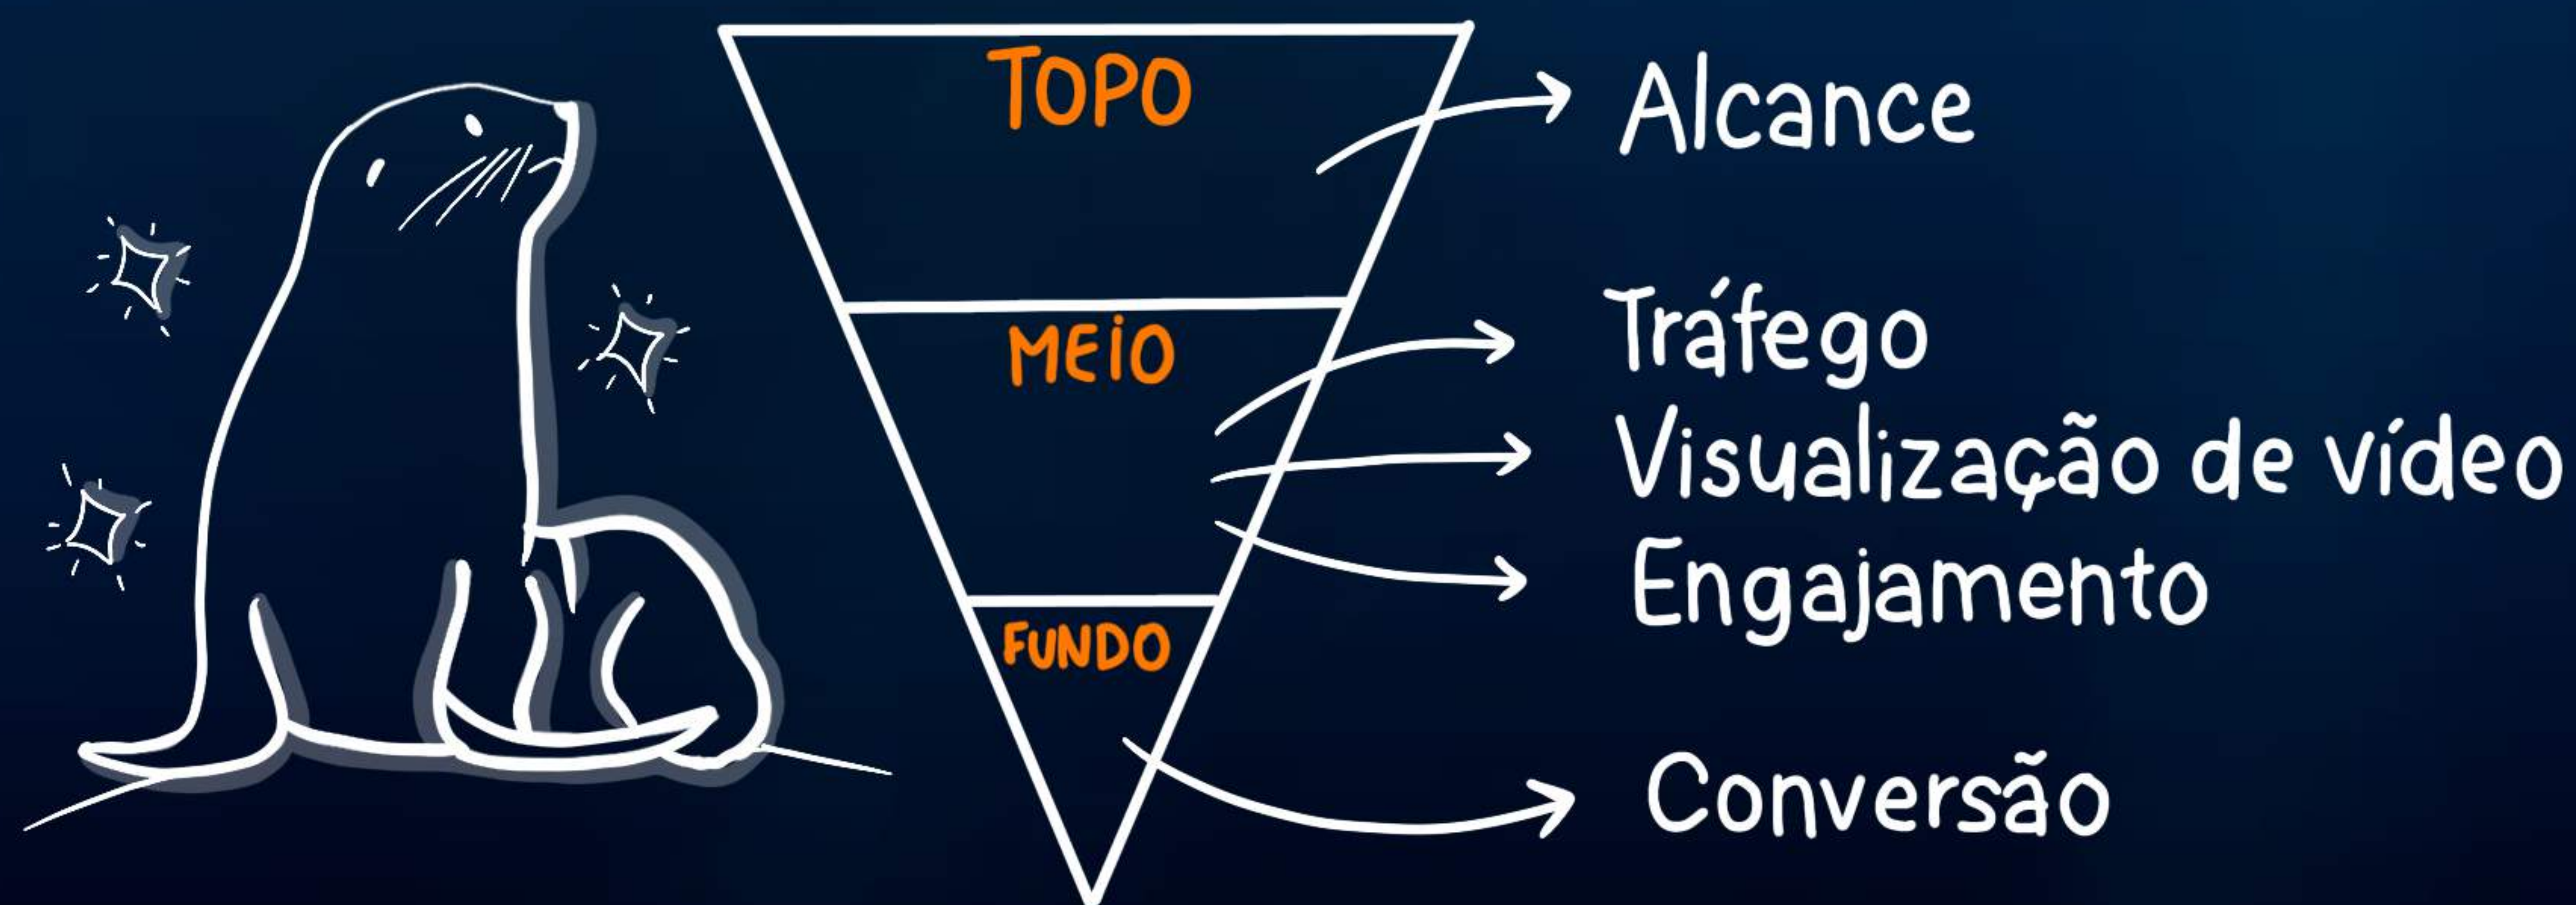 TOPO
Alcance
MEIO
Tráfego
Visualização de vídeo
Engajamento
FUNDO
Conversão